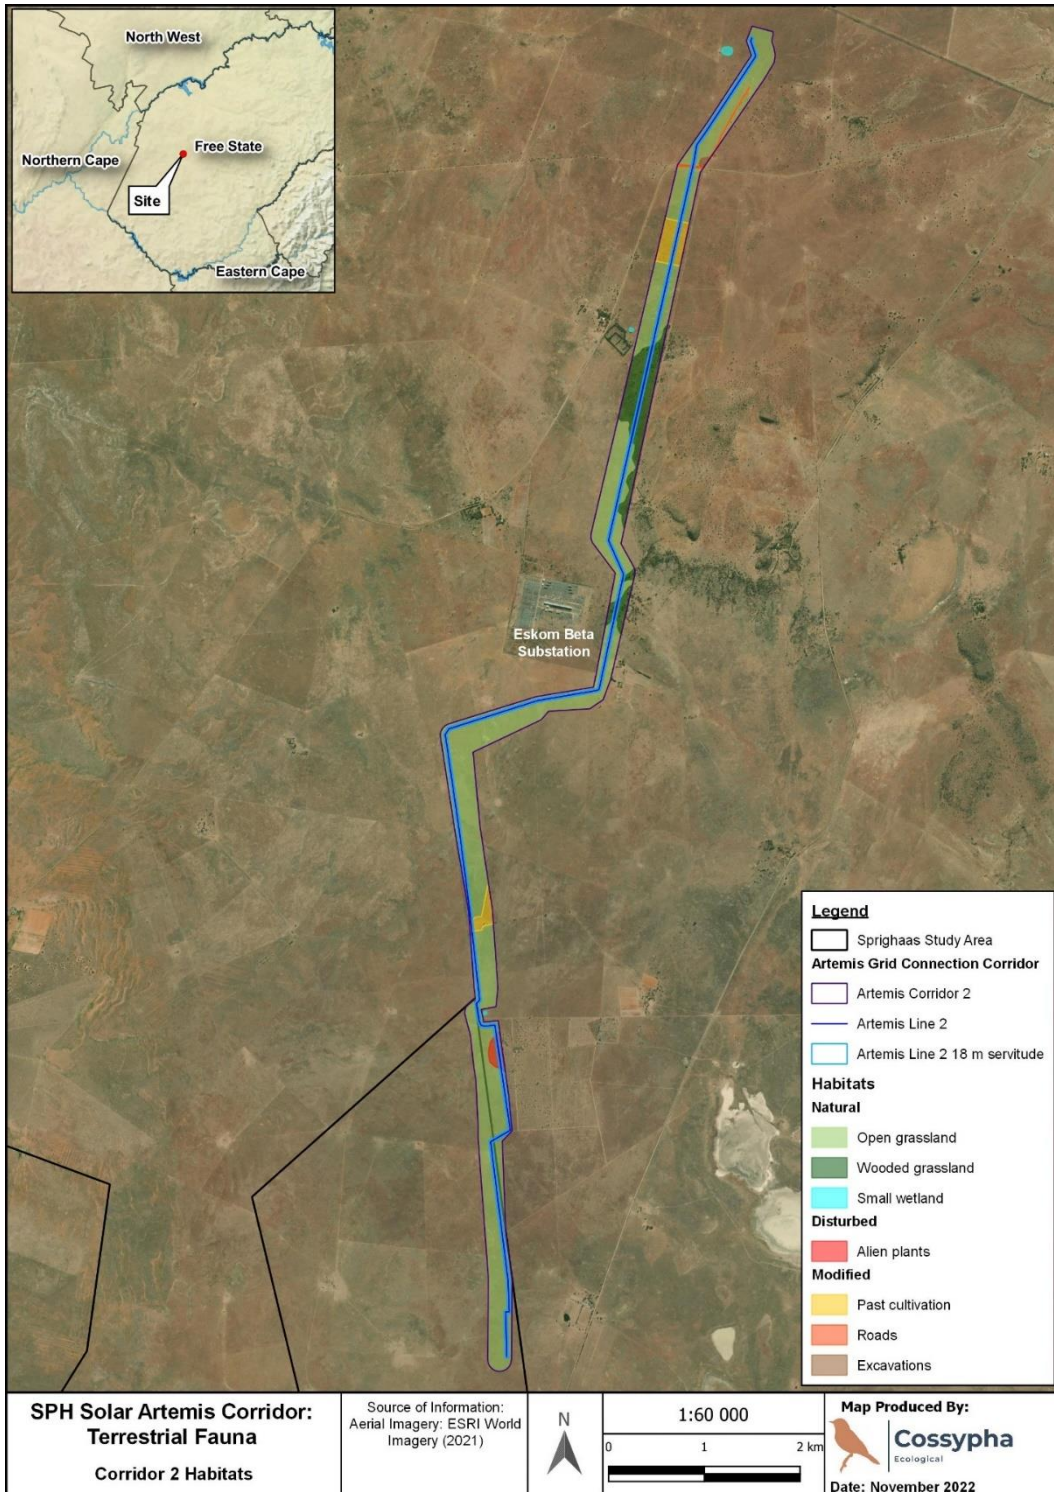 North West
Northern Cape
Free State
Site
Eastern Cape
Eskom Beta
Substation
Legend
Sprighaas Study Area
Artemis Grid Connection Corridor
Artemis Corridor 2
Artemis Line 2
Artemis Line 2 18 m servitude
Habitats
Natural
Open grassland
Wooded grassland
Small wetland
Disturbed
Alien plants
Modified
Past cultivation
Roads
Excavations
SPH Solar Artemis Corridor:
Terrestrial Fauna
Corridor 2 Habitats
Source of Information:
Aerial Imagery: ESRI World
Imagery (2021)
N
1:60 000
0 1 2 km
Map Produced By:
Cossypha
Ecological
Date: November 2022